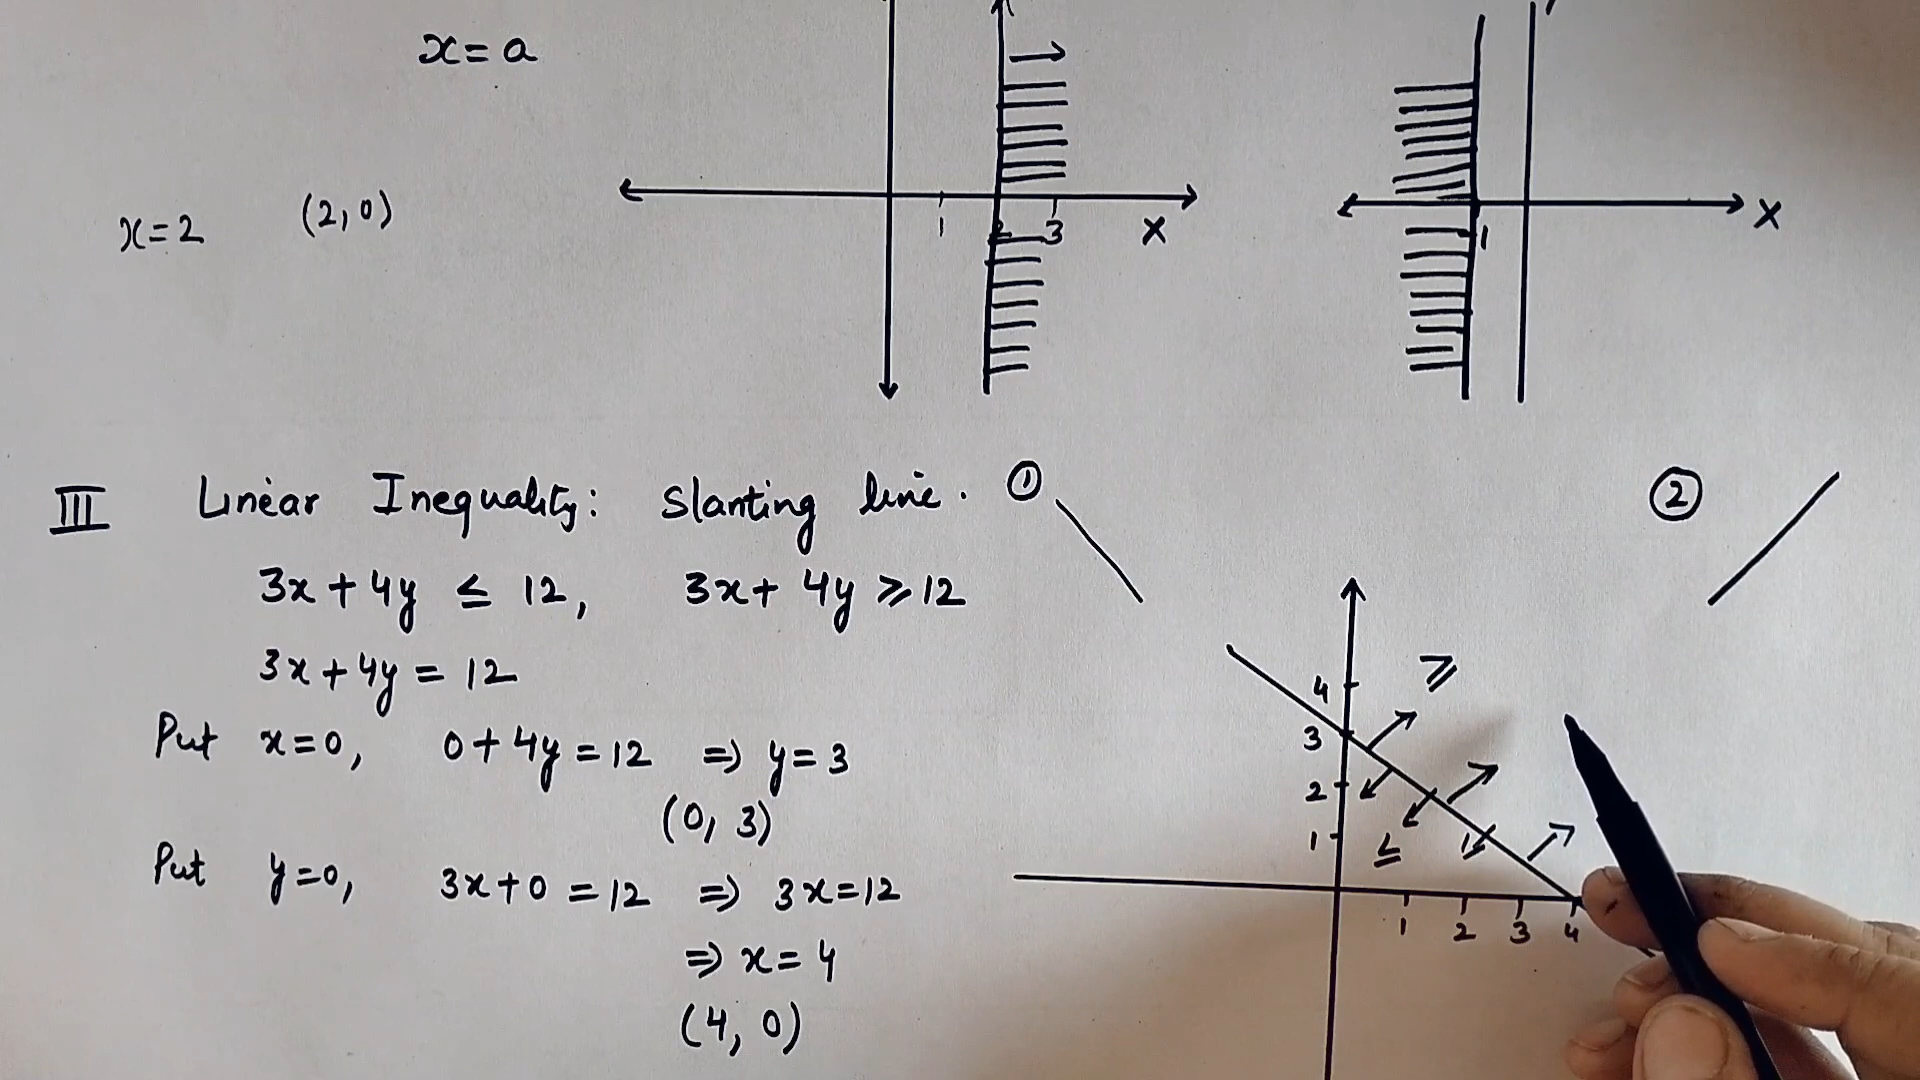 x = a
x = 2 (2, 0)
1 2 3 X
-1 X
III Linear Inequality: Slanting line. ① ②
3x + 4y ≤ 12, 3x + 4y ≥ 12
3x + 4y = 12
Put x = 0, 0 + 4y = 12 ⇒ y = 3
(0, 3)
Put y = 0, 3x + 0 = 12 ⇒ 3x = 12
⇒ x = 4
(4, 0)
≥
4
3
2
1 ≤
1 2 3 4